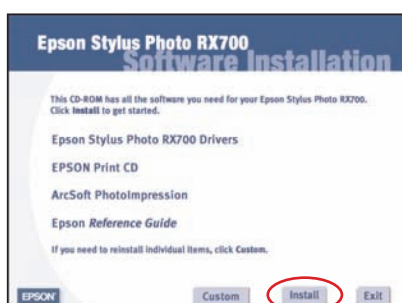 Epson Stylus Photo RX700
Software Installation
This CD-ROM has all the software you need for your Epson Stylus Photo RX700.
Click Install to get started.
Epson Stylus Photo RX700 Drivers
EPSON Print CD
ArcSoft PhotoImpression
Epson Reference Guide
If you need to reinstall individual items, click Custom.
EPSON Custom Install Exit